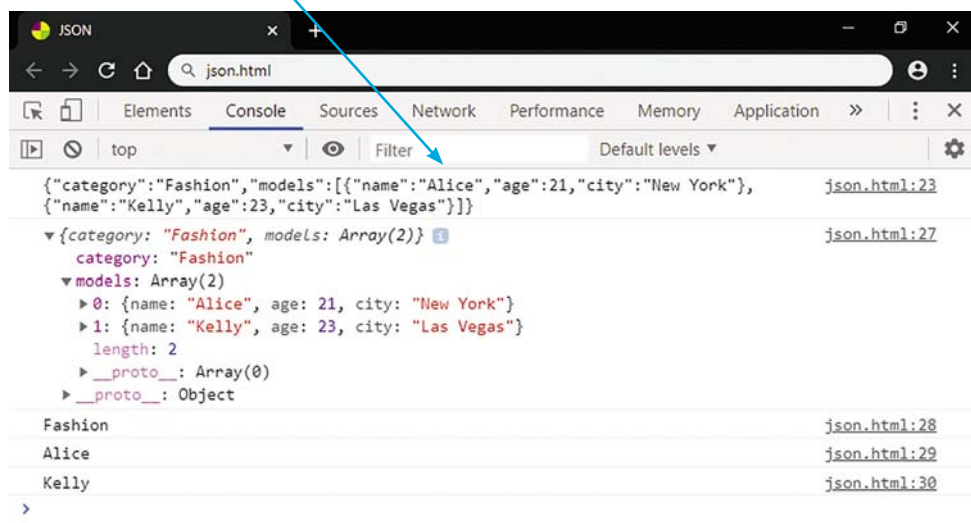 JSON
json.html
Elements Console Sources Network Performance Memory Application »
top Filter Default levels ▼
{"category":"Fashion","models":[{"name":"Alice","age":21,"city":"New York"}, json.html:23
{"name":"Kelly","age":23,"city":"Las Vegas"}]}
▼{category: "Fashion", models: Array(2)} i json.html:27
category: "Fashion"
▼models: Array(2)
▶0: {name: "Alice", age: 21, city: "New York"}
▶1: {name: "Kelly", age: 23, city: "Las Vegas"}
length: 2
▶__proto__: Array(0)
▶__proto__: Object
Fashion json.html:28
Alice json.html:29
Kelly json.html:30
>